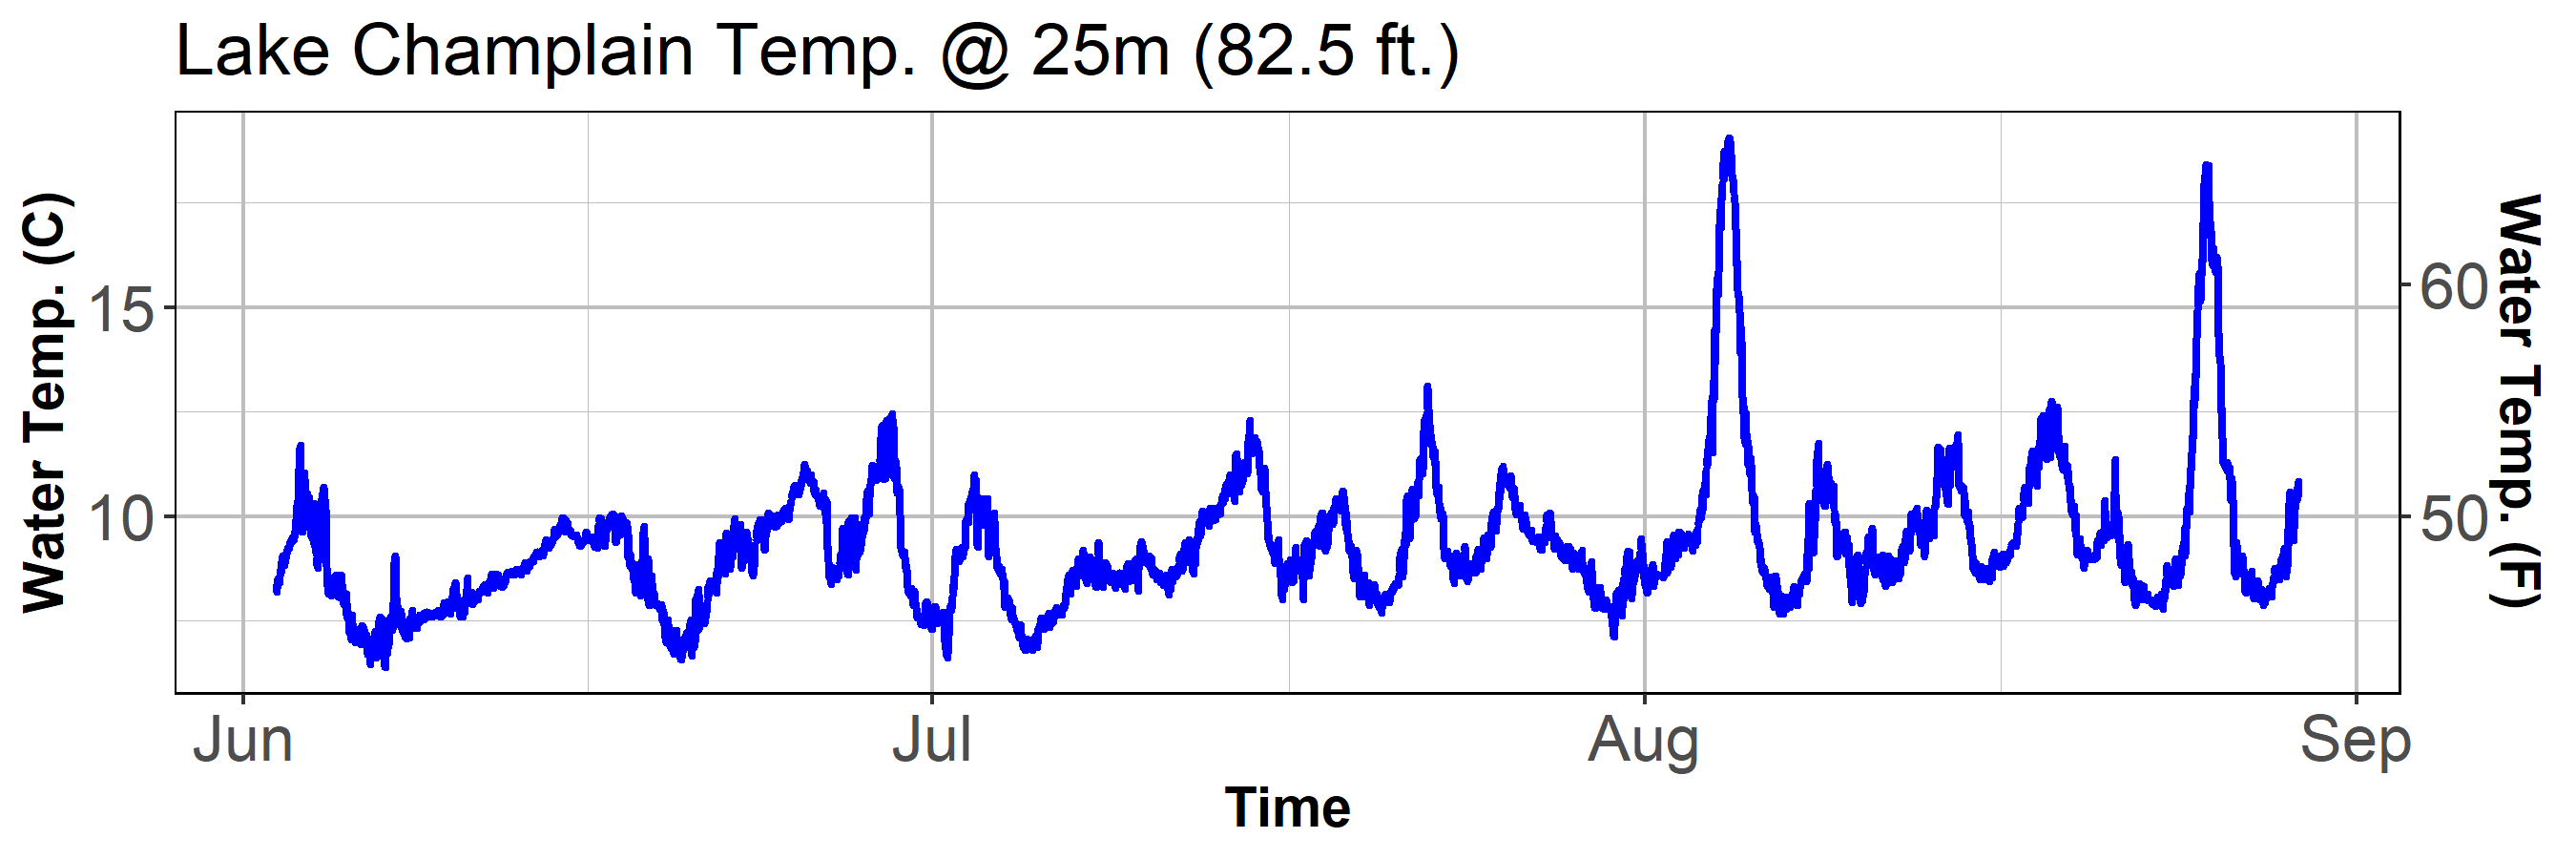 Lake Champlain Temp. @ 25m (82.5 ft.)
Water Temp. (C)
15
10
60
50
Water Temp. (F)
Jun Jul Aug Sep
Time